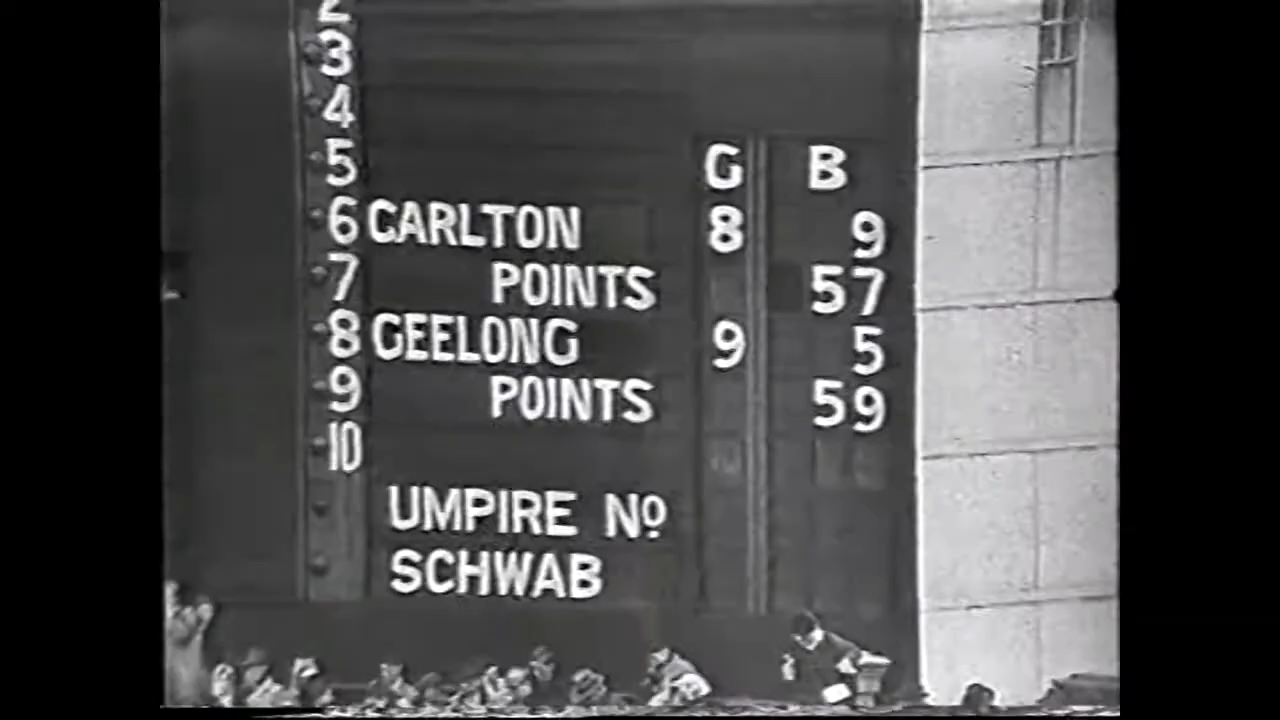 2
3
4
5 G B
6 CARLTON 8 9
7 POINTS 57
8 GEELONG 9 5
9 POINTS 59
10
UMPIRE Nº
SCHWAB